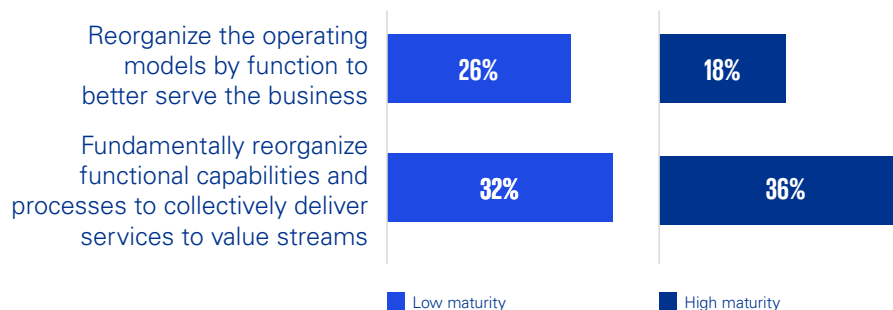 Reorganize the operating
models by function to
better serve the business
26%
18%
Fundamentally reorganize
functional capabilities and
processes to collectively deliver
services to value streams
32%
36%
Low maturity
High maturity